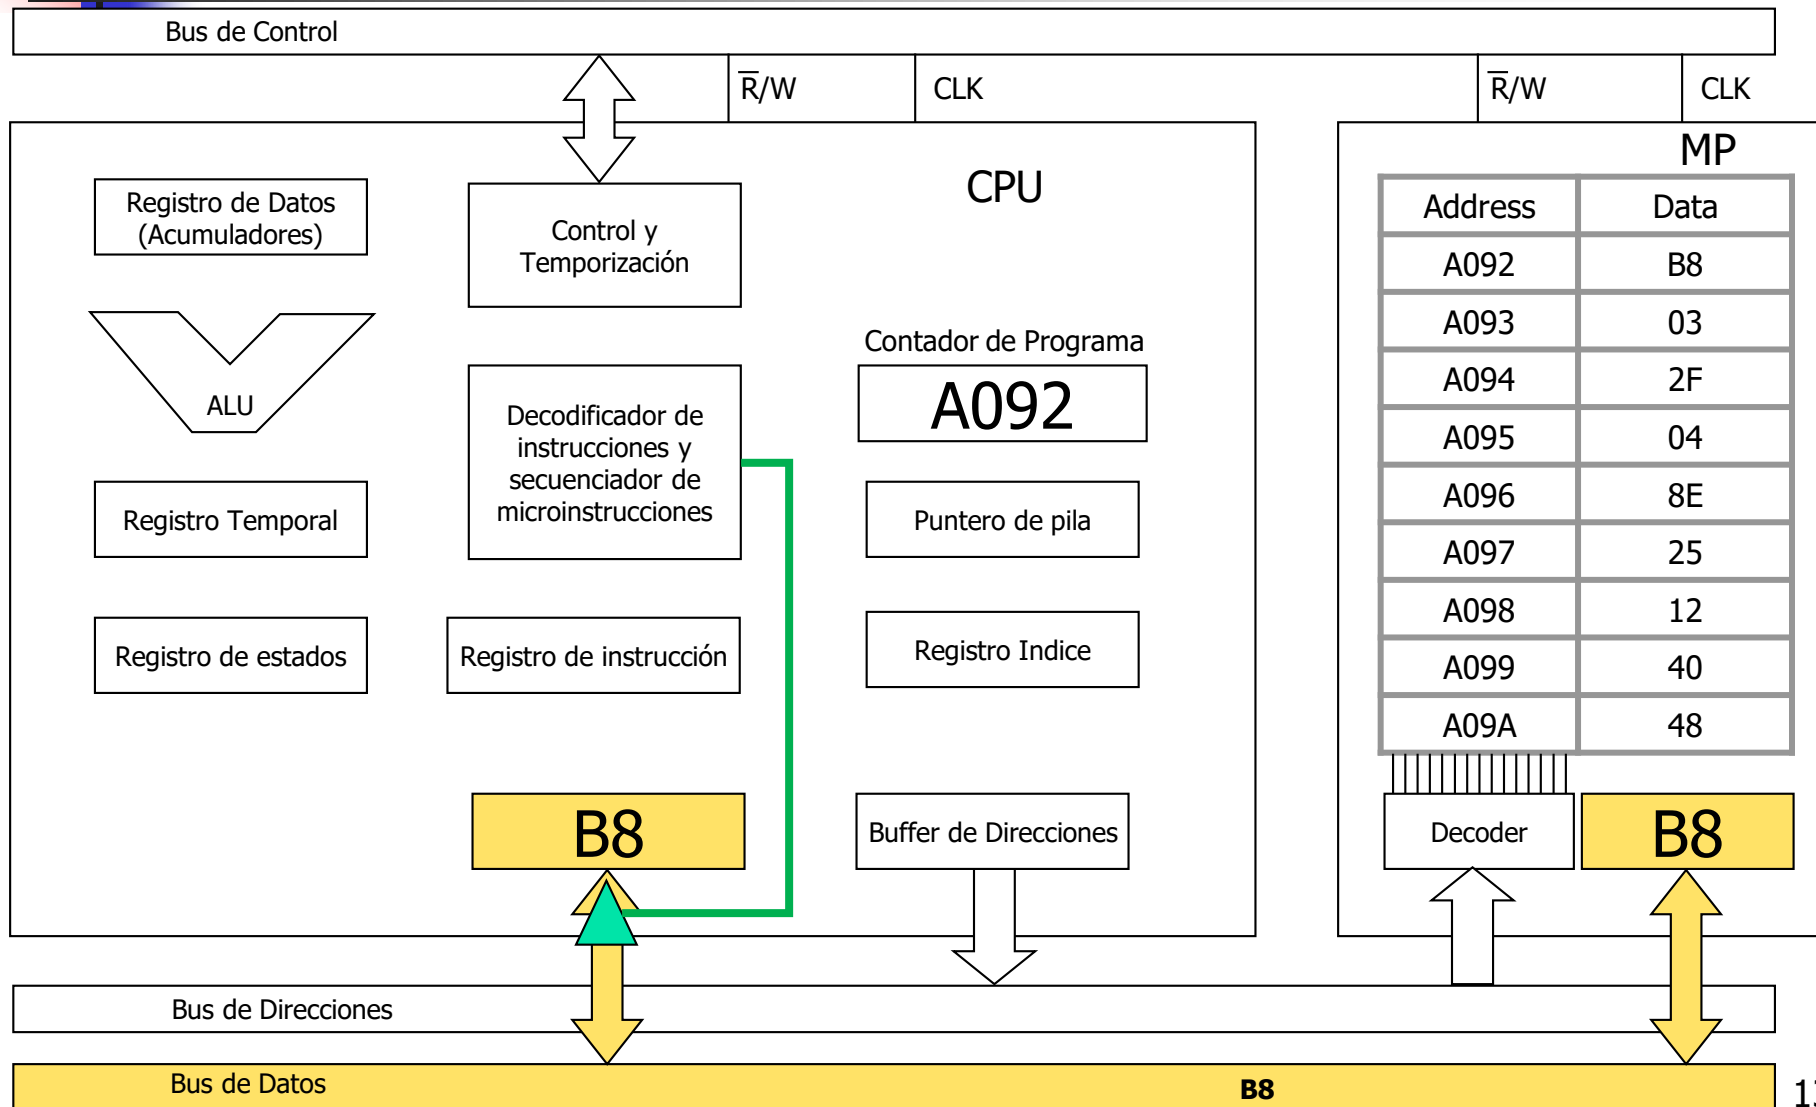 Bus de Control
R̅/W
CLK
R̅/W
CLK
CPU
MP
Registro de Datos
(Acumuladores)
Control y
Temporización
ALU
Decodificador de
instrucciones y
secuenciador de
microinstrucciones
Contador de Programa
A092
Registro Temporal
Puntero de pila
Registro de estados
Registro de instrucción
Registro Indice
Address Data
A092 B8
A093 03
A094 2F
A095 04
A096 8E
A097 25
A098 12
A099 40
A09A 48
B8
Buffer de Direcciones
Decoder
B8
Bus de Direcciones
Bus de Datos
B8